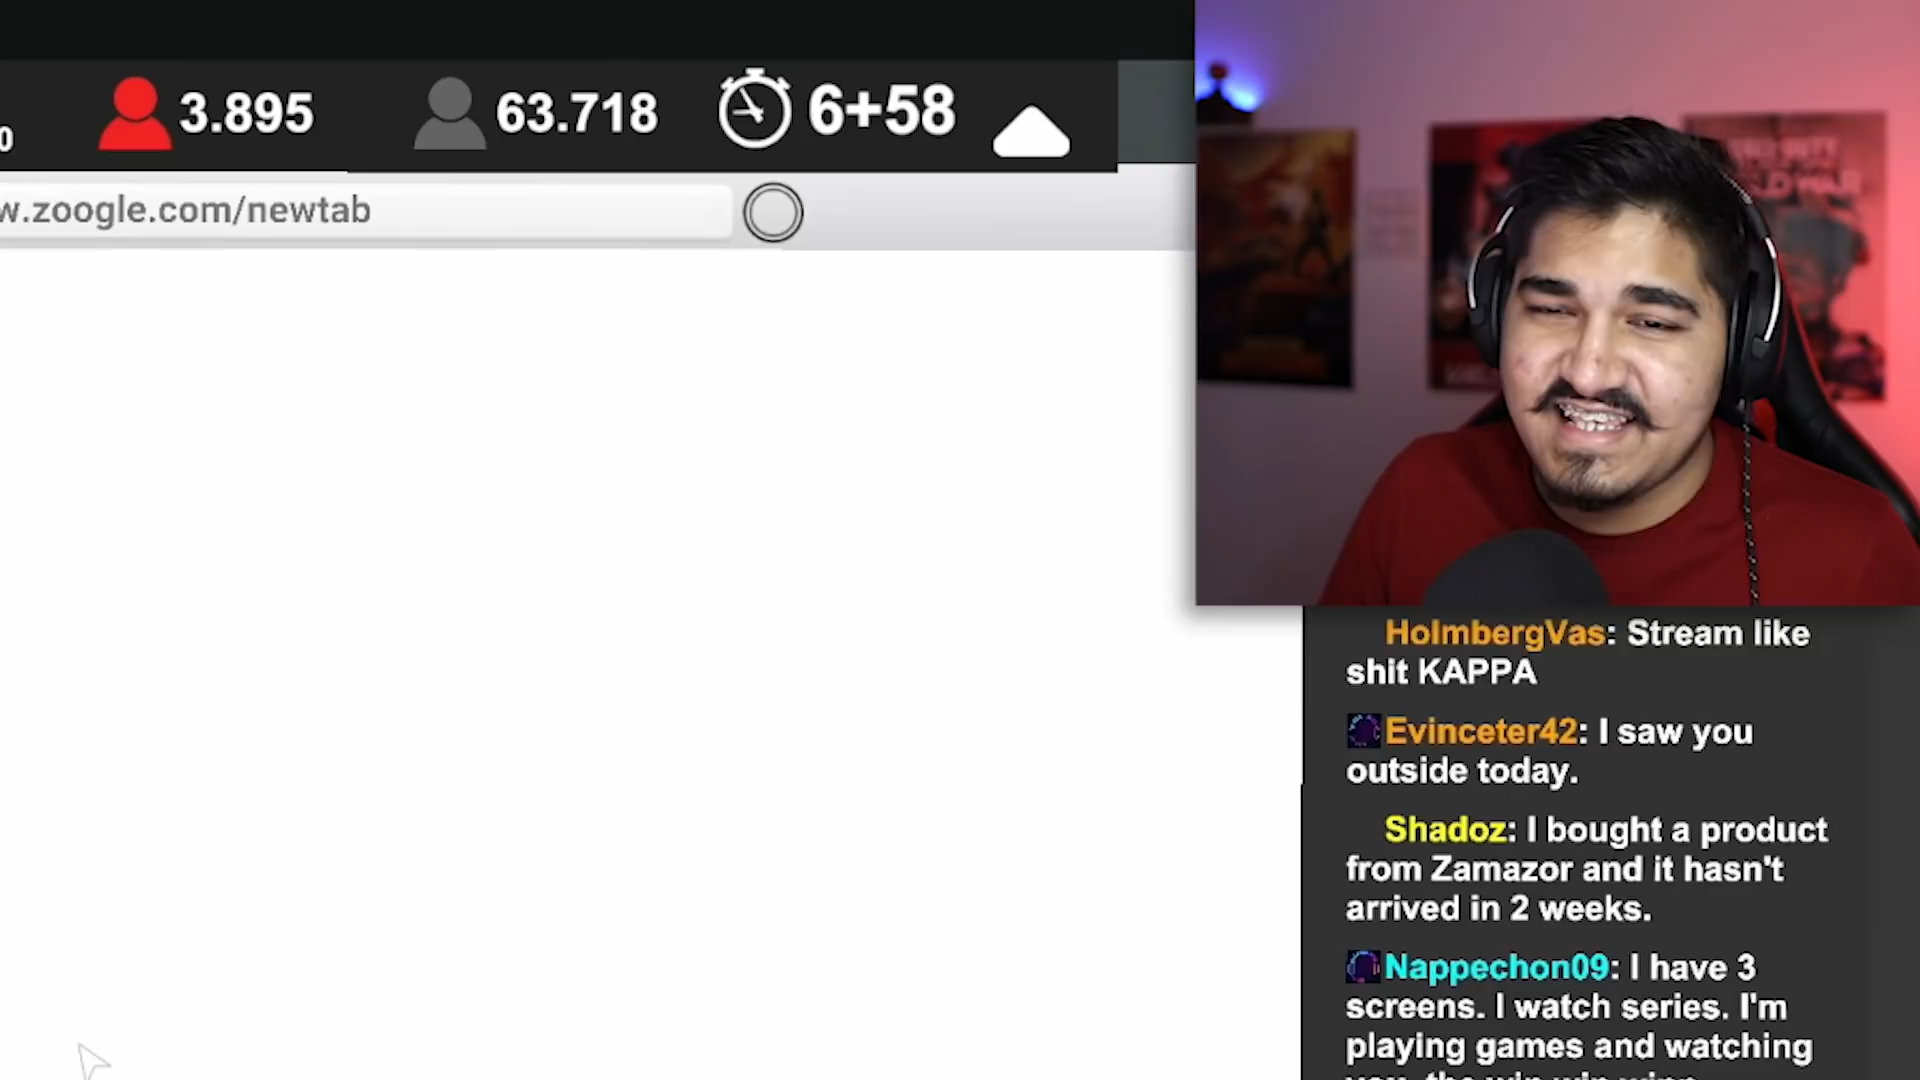 0
3.895
63.718
6+58
w.zoogle.com/newtab
HolmbergVas: Stream like
shit KAPPA
Evinceter42: I saw you
outside today.
Shadoz: I bought a product
from Zamazor and it hasn't
arrived in 2 weeks.
Nappechon09: I have 3
screens. I watch series. I'm
playing games and watching